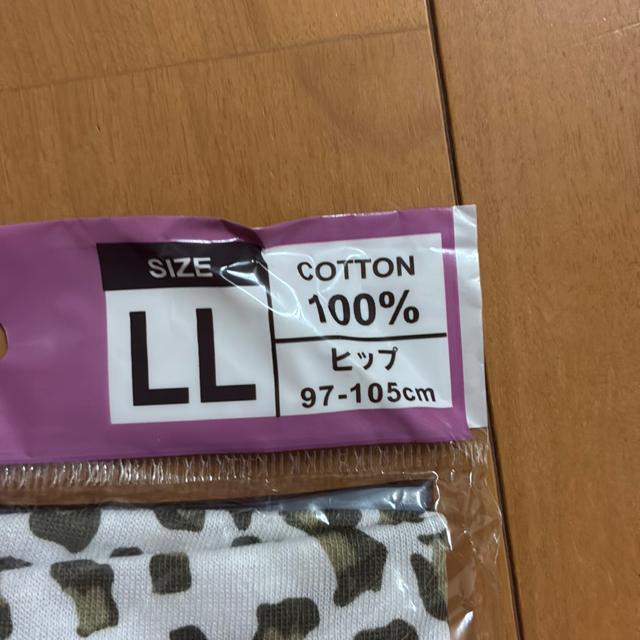 SIZE
LL
COTTON
100%
ヒップ
97-105cm